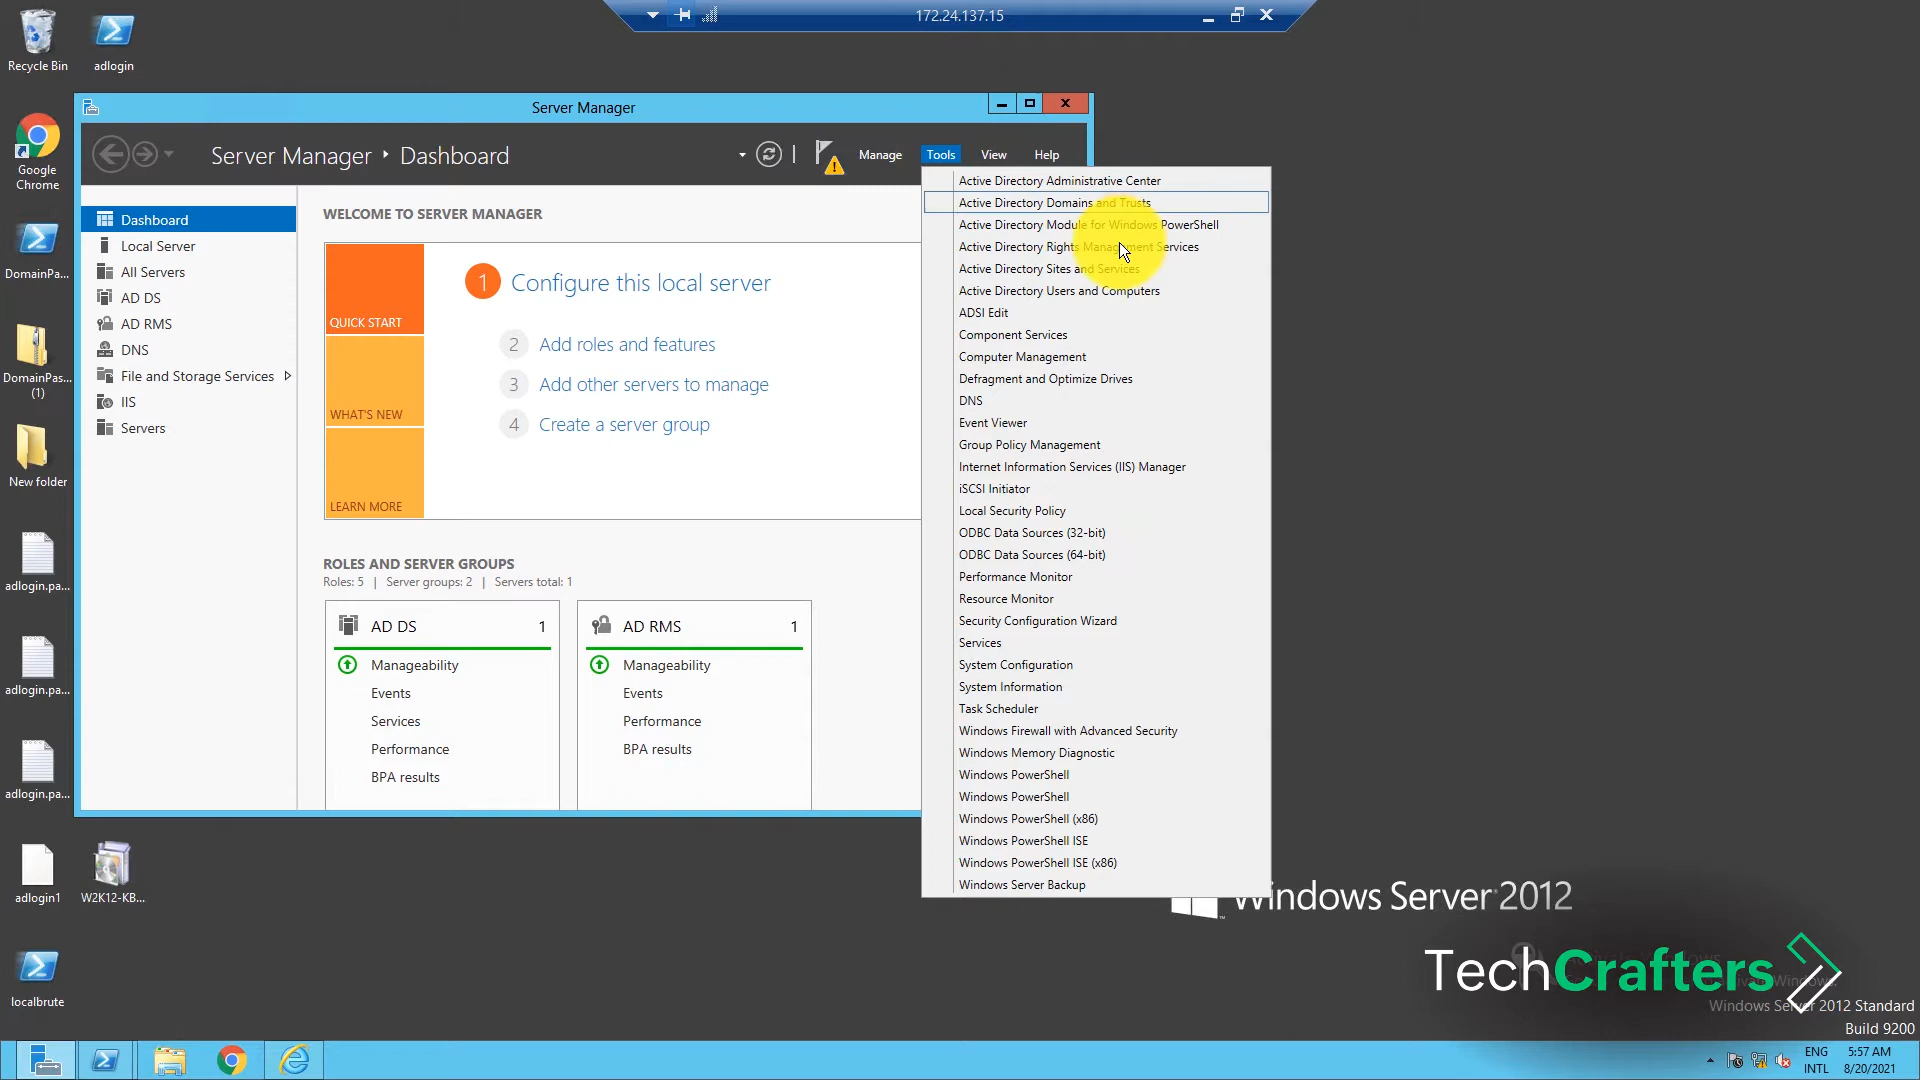 172.24.137.15
Recycle Bin
adlogin
Google
Chrome
DomainPa...
DomainPas...
(1)
New folder
adlogin.pa...
adlogin.pa...
adlogin.pa...
adlogin1
W2K12-KB...
localbrute
Server Manager
Server Manager
Dashboard
Manage
Tools
View
Help
Dashboard
Local Server
All Servers
AD DS
AD RMS
DNS
File and Storage Services
IIS
Servers
WELCOME TO SERVER MANAGER
QUICK START
WHAT'S NEW
LEARN MORE
1 Configure this local server
2 Add roles and features
3 Add other servers to manage
4 Create a server group
ROLES AND SERVER GROUPS
Roles: 5 | Server groups: 2 | Servers total: 1
AD DS 1
Manageability
Events
Services
Performance
BPA results
AD RMS 1
Manageability
Events
Performance
BPA results
Active Directory Administrative Center
Active Directory Domains and Trusts
Active Directory Module for Windows PowerShell
Active Directory Rights Management Services
Active Directory Sites and Services
Active Directory Users and Computers
ADSI Edit
Component Services
Computer Management
Defragment and Optimize Drives
DNS
Event Viewer
Group Policy Management
Internet Information Services (IIS) Manager
iSCSI Initiator
Local Security Policy
ODBC Data Sources (32-bit)
ODBC Data Sources (64-bit)
Performance Monitor
Resource Monitor
Security Configuration Wizard
Services
System Configuration
System Information
Task Scheduler
Windows Firewall with Advanced Security
Windows Memory Diagnostic
Windows PowerShell
Windows PowerShell
Windows PowerShell (x86)
Windows PowerShell ISE
Windows PowerShell ISE (x86)
Windows Server Backup
Windows Server 2012
TechCrafters
Windows Server 2012 Standard
Build 9200
ENG
INTL
5:57 AM
8/20/2021